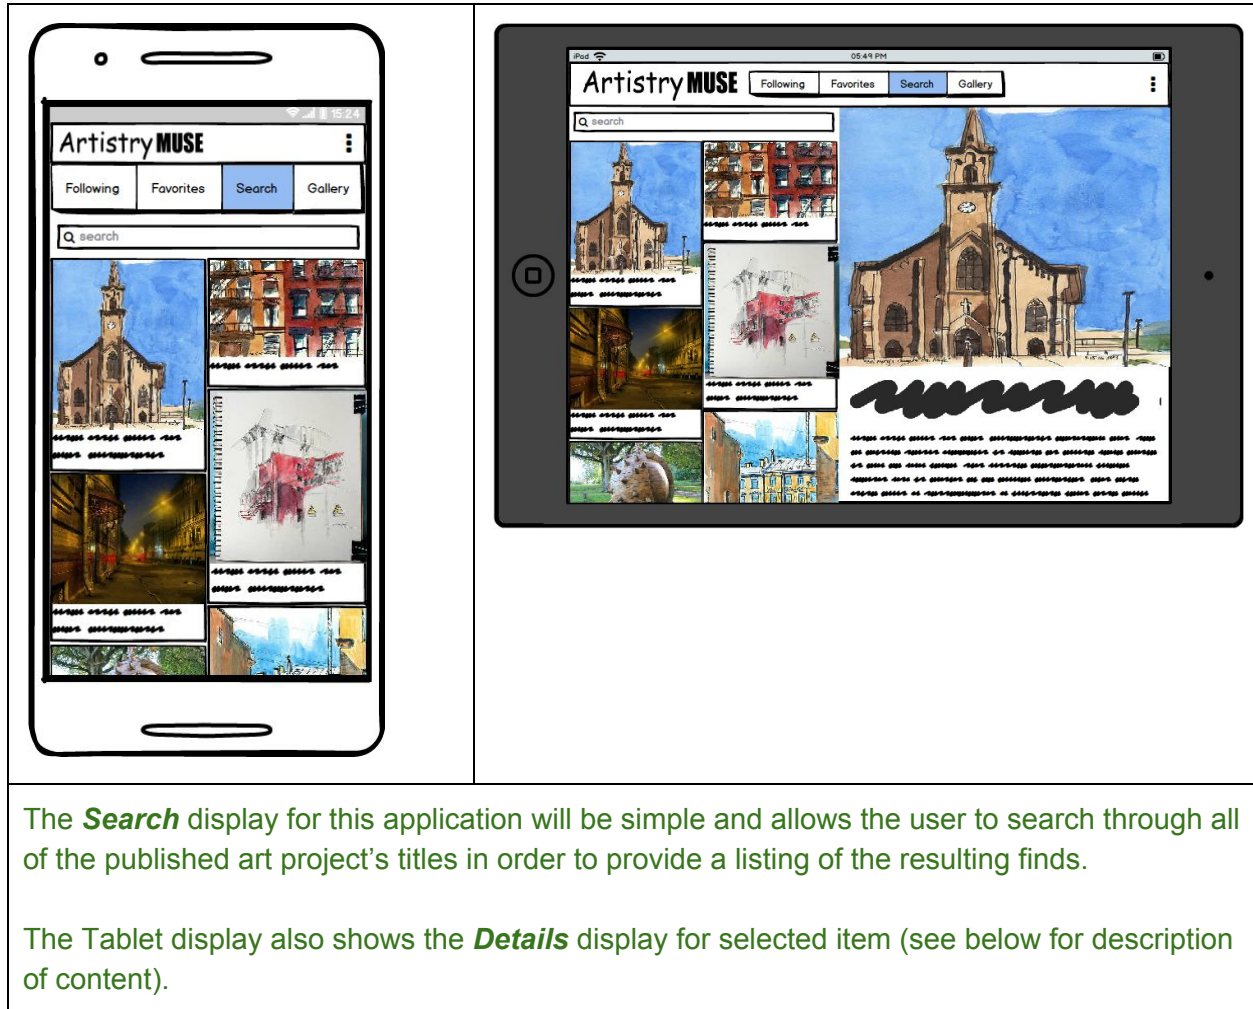 15:24
Artistry MUSE
Following Favorites Search Gallery
search
iPad 05:49 PM
Artistry MUSE Following Favorites Search Gallery
search
The Search display for this application will be simple and allows the user to search through all
of the published art project's titles in order to provide a listing of the resulting finds.
The Tablet display also shows the Details display for selected item (see below for description
of content).